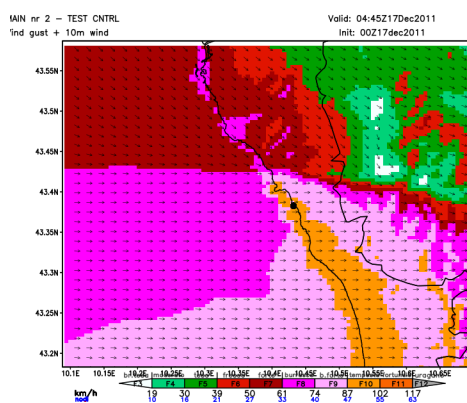 MAIN nr 2 – TEST CNTRL
Valid: 04:45Z17Dec2011
Wind gust + 10m wind
Init: 00Z17dec2011
43.55N
43.5N
43.45N
43.4N
43.35N
43.3N
43.25N
43.2N
10.1E 10.15E 10.2E 10.25E 10.3E 10.35E 10.4E 10.45E 10.5E 10.55E 10.6E 10.65E
F3 F4 F5 F6 F7 F8 F9 F10 F11 F12
km/h 19 30 39 50 61 74 87 102 117
nodi 10 16 21 27 33 40 47 55 63